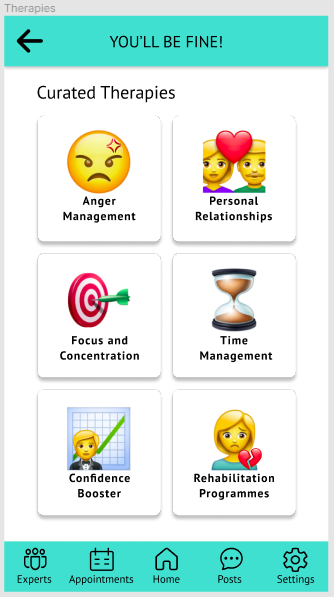 Therapies
YOU'LL BE FINE!
Curated Therapies
Anger
Management
Personal
Relationships
Focus and
Concentration
Time
Management
Confidence
Booster
Rehabilitation
Programmes
Experts
Appointments
Home
Posts
Settings